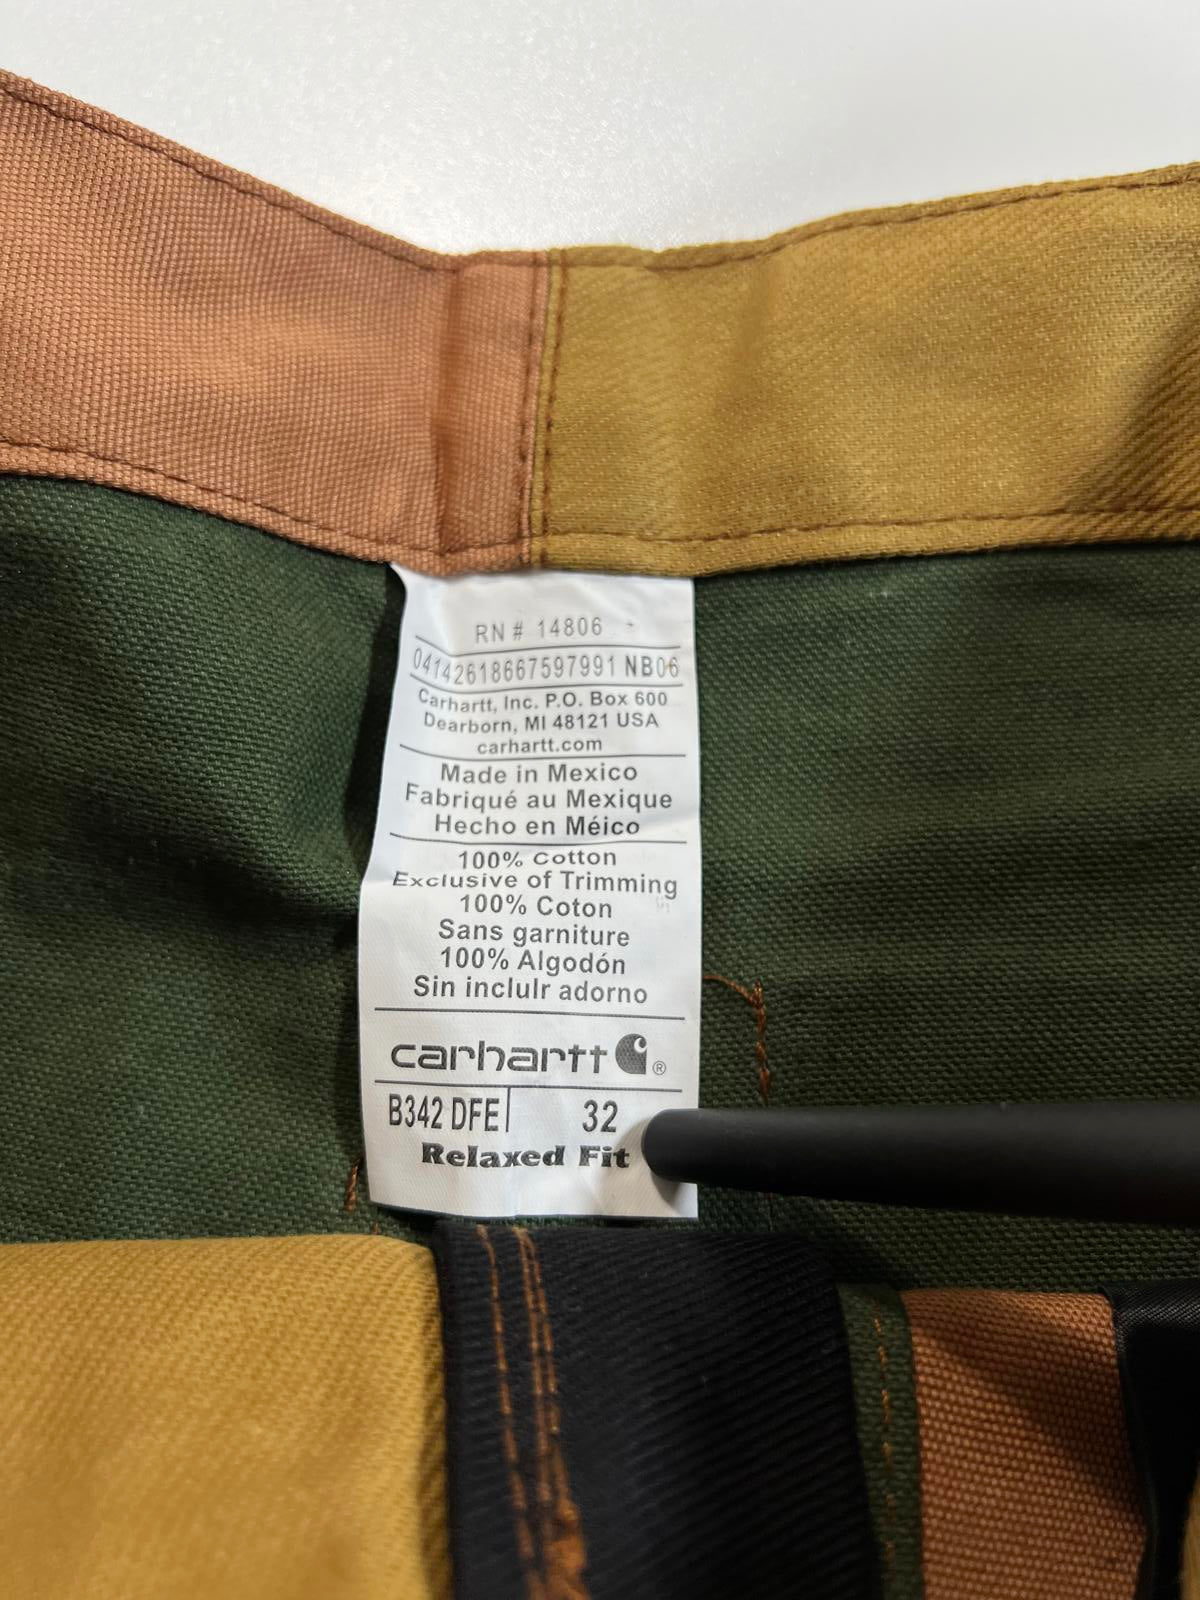 RN # 14806
04142618667597991 NB06
Carhartt, Inc. P.O. Box 600
Dearborn, MI 48121 USA
carhartt.com
Made in Mexico
Fabriqué au Mexique
Hecho en Méico
100% Cotton
Exclusive of Trimming
100% Coton
Sans garniture
100% Algodón
Sin inclulr adorno
carhartt ®
B342 DFE 32
Relaxed Fit